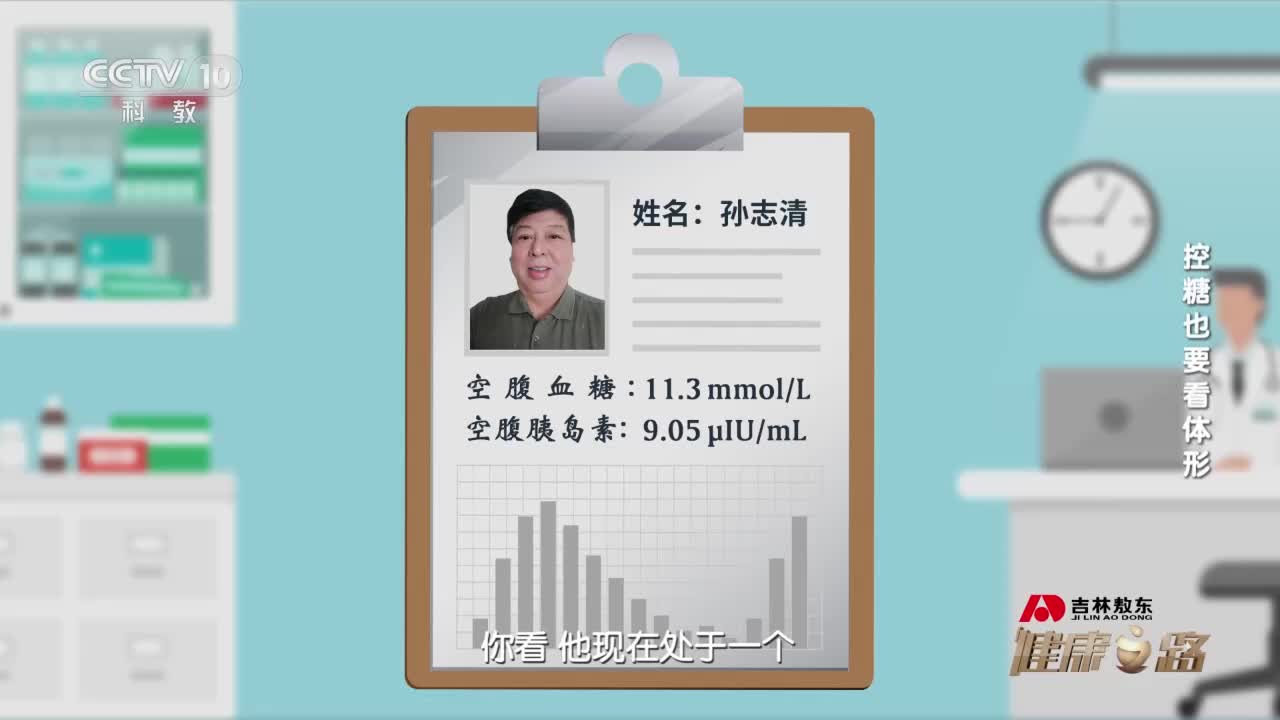 CCTV 10
科教
姓名：孙志清
空腹血糖：11.3 mmol/L
空腹胰岛素：9.05 μIU/mL
控糖也要看体形
吉林敖东
JI LIN AO DONG
健康之路
你看 他现在处于一个